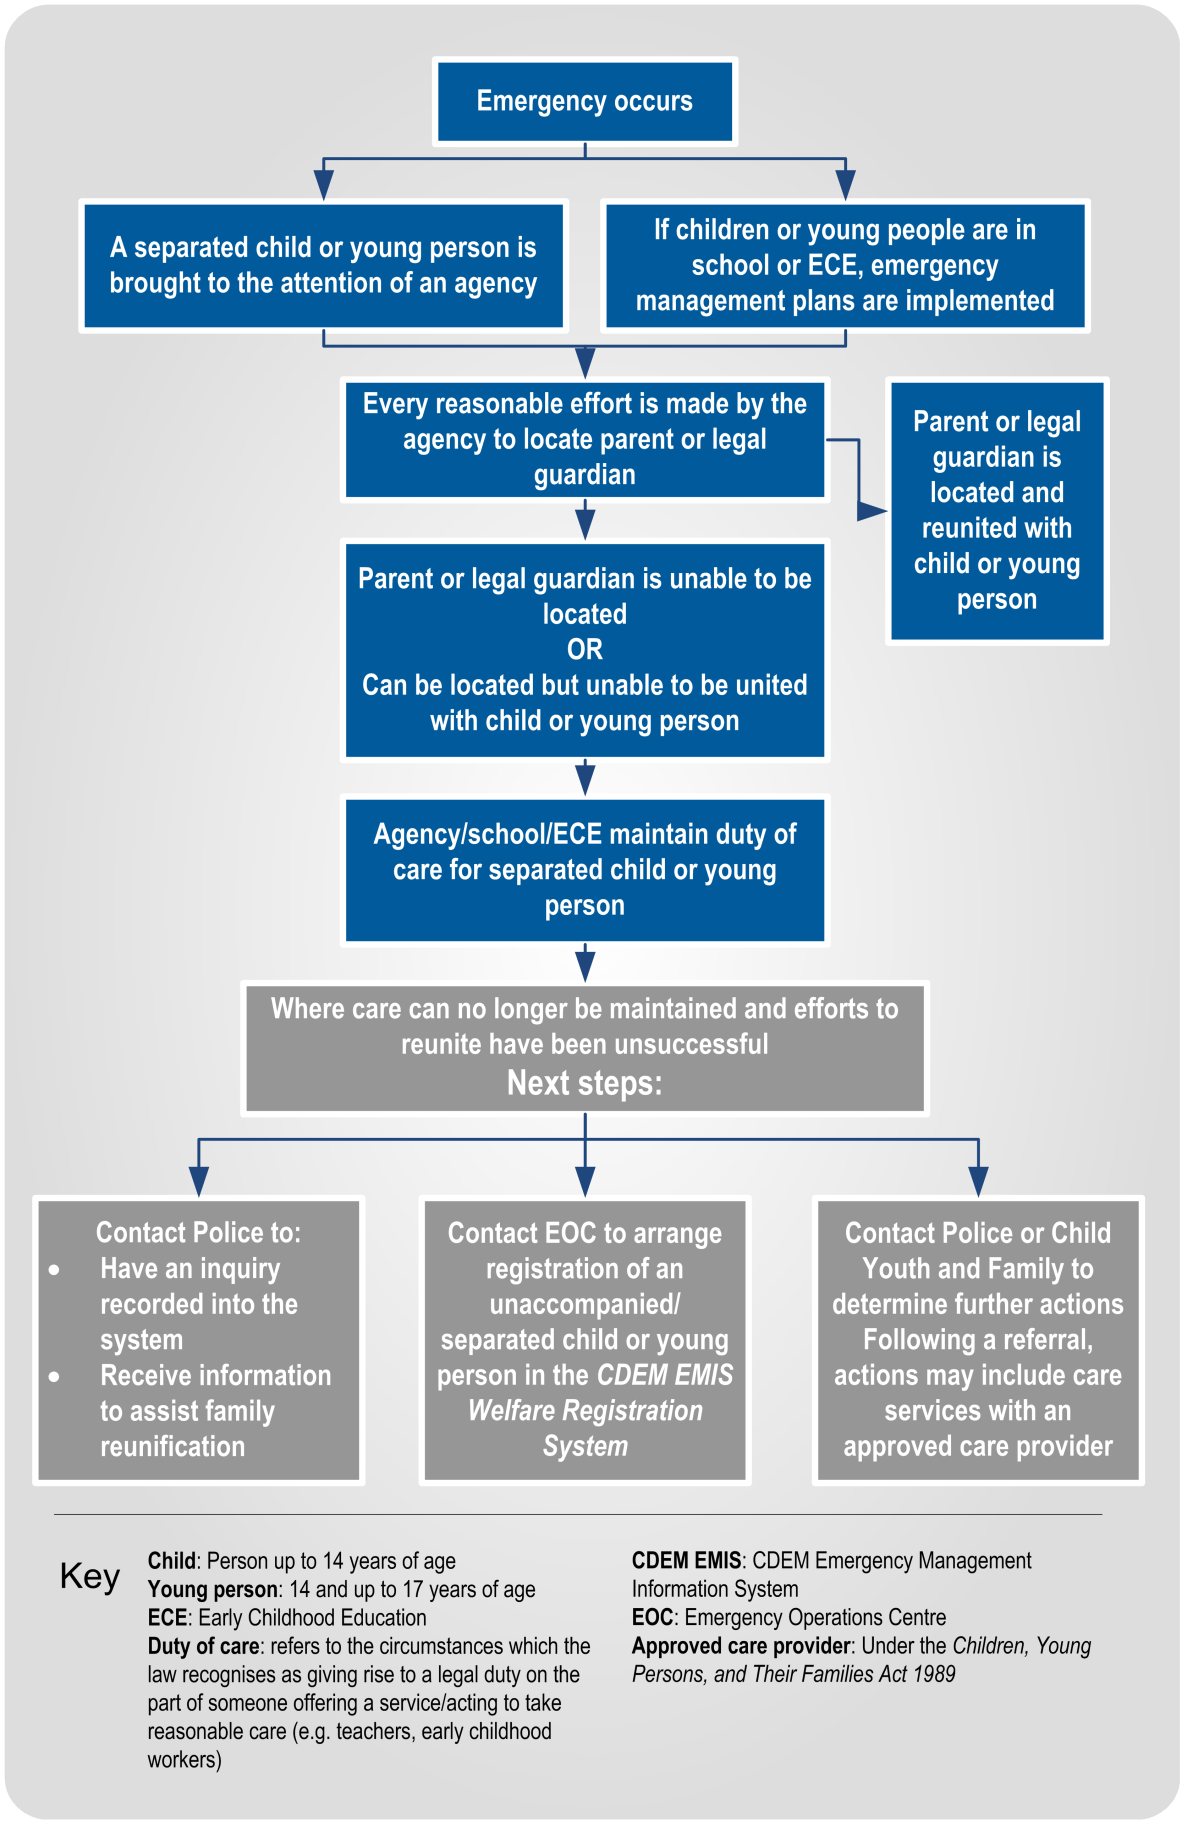 Emergency occurs
A separated child or young person is
brought to the attention of an agency
If children or young people are in
school or ECE, emergency
management plans are implemented
Every reasonable effort is made by the
agency to locate parent or legal
guardian
Parent or legal
guardian is
located and
reunited with
child or young
person
Parent or legal guardian is unable to be
located
OR
Can be located but unable to be united
with child or young person
Agency/school/ECE maintain duty of
care for separated child or young
person
Where care can no longer be maintained and efforts to
reunite have been unsuccessful
Next steps:
Contact Police to:
• Have an inquiry
recorded into the
system
• Receive information
to assist family
reunification
Contact EOC to arrange
registration of an
unaccompanied/
separated child or young
person in the CDEM EMIS
Welfare Registration
System
Contact Police or Child
Youth and Family to
determine further actions
Following a referral,
actions may include care
services with an
approved care provider
Key
Child: Person up to 14 years of age
Young person: 14 and up to 17 years of age
ECE: Early Childhood Education
Duty of care: refers to the circumstances which the
law recognises as giving rise to a legal duty on the
part of someone offering a service/acting to take
reasonable care (e.g. teachers, early childhood
workers)
CDEM EMIS: CDEM Emergency Management
Information System
EOC: Emergency Operations Centre
Approved care provider: Under the Children, Young
Persons, and Their Families Act 1989